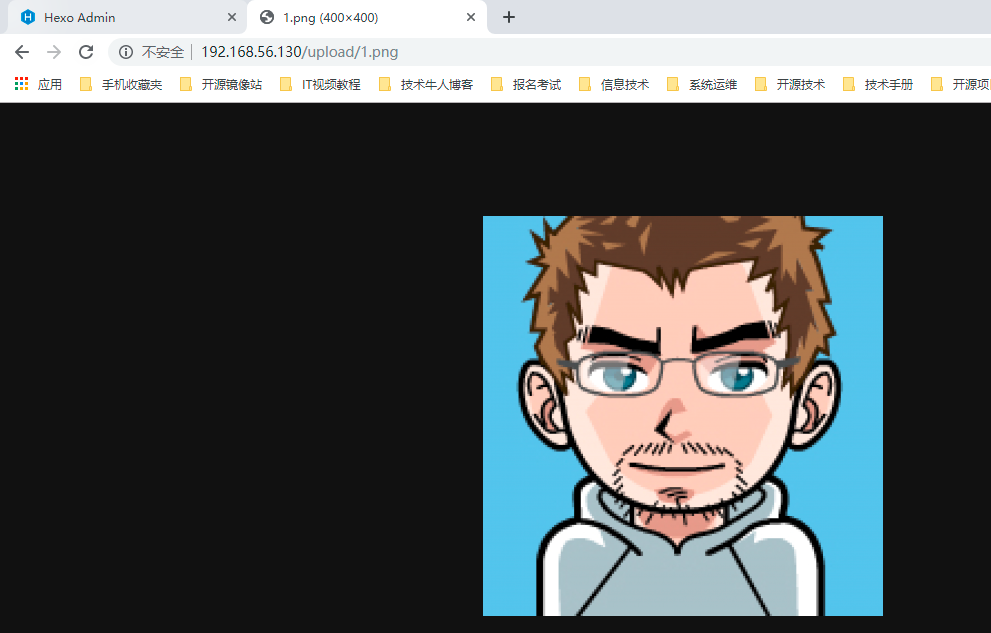 Hexo Admin
1.png (400×400)
不安全 192.168.56.130/upload/1.png
应用 手机收藏夹 开源镜像站 IT视频教程 技术牛人博客 报名考试 信息技术 系统运维 开源技术 技术手册 开源项